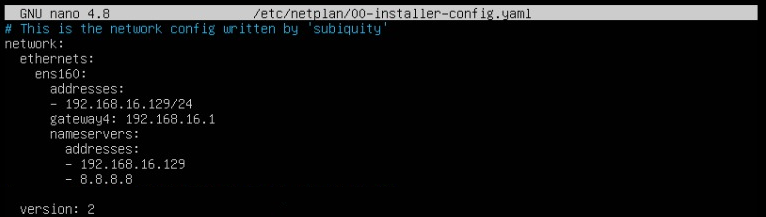 GNU nano 4.8 /etc/netplan/00-installer-config.yaml
# This is the network config written by 'subiquity'
network:
  ethernets:
    ens160:
      addresses:
      - 192.168.16.129/24
      gateway4: 192.168.16.1
      nameservers:
        addresses:
        - 192.168.16.129
        - 8.8.8.8
  version: 2